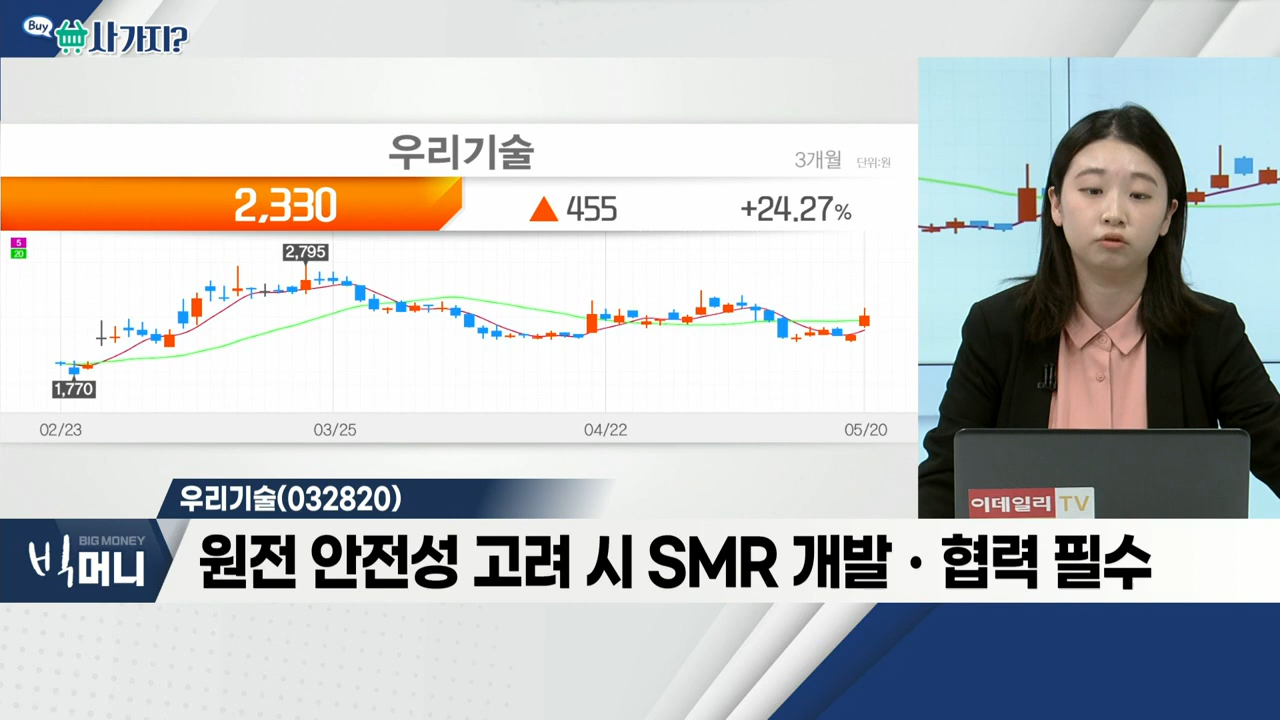 Buy
사가지?
우리기술
3개월 단위:원
2,330 ▲ 455 +24.27%
5
20
2,795
1,770
02/23 03/25 04/22 05/20
우리기술(032820)
BIG MONEY
빅머니
원전 안전성 고려 시 SMR 개발·협력 필수
이데일리 TV